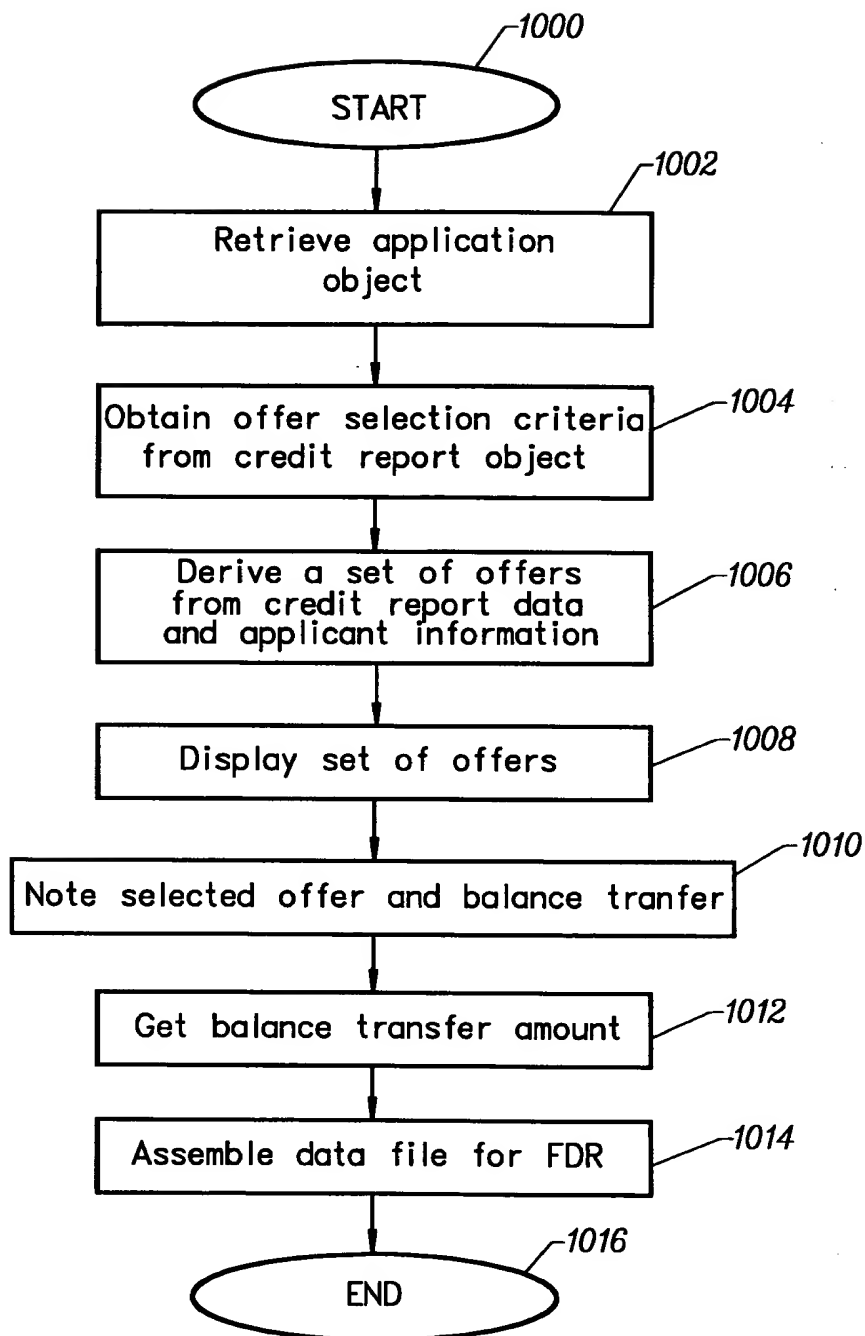 1000
START
1002
Retrieve application
object
1004
Obtain offer selection criteria
from credit report object
1006
Derive a set of offers
from credit report data
and applicant information
1008
Display set of offers
1010
Note selected offer and balance tranfer
1012
Get balance transfer amount
1014
Assemble data file for FDR
1016
END